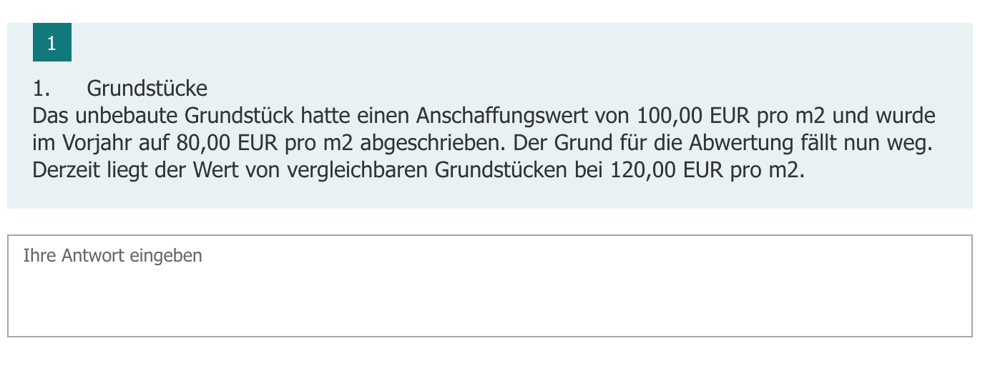 1
1. Grundstücke
Das unbebaute Grundstück hatte einen Anschaffungswert von 100,00 EUR pro m2 und wurde
im Vorjahr auf 80,00 EUR pro m2 abgeschrieben. Der Grund für die Abwertung fällt nun weg.
Derzeit liegt der Wert von vergleichbaren Grundstücken bei 120,00 EUR pro m2.
Ihre Antwort eingeben